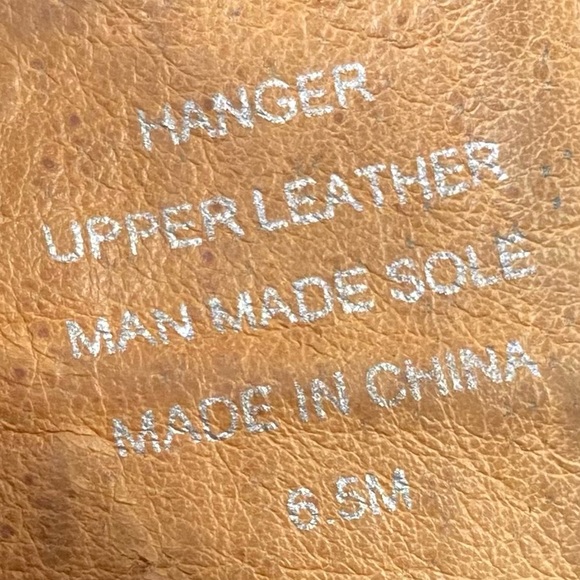 HANGER
UPPER LEATHER
MAN MADE SOLE
MADE IN CHINA
6.5M